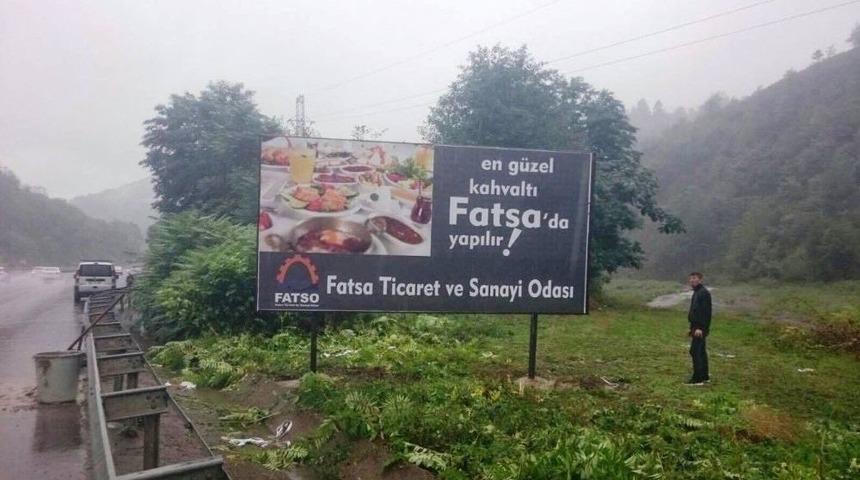 en güzel
kahvaltı
Fatsa'da
yapılır!
FATSO
Fatsa Ticaret ve Sanayi Odası